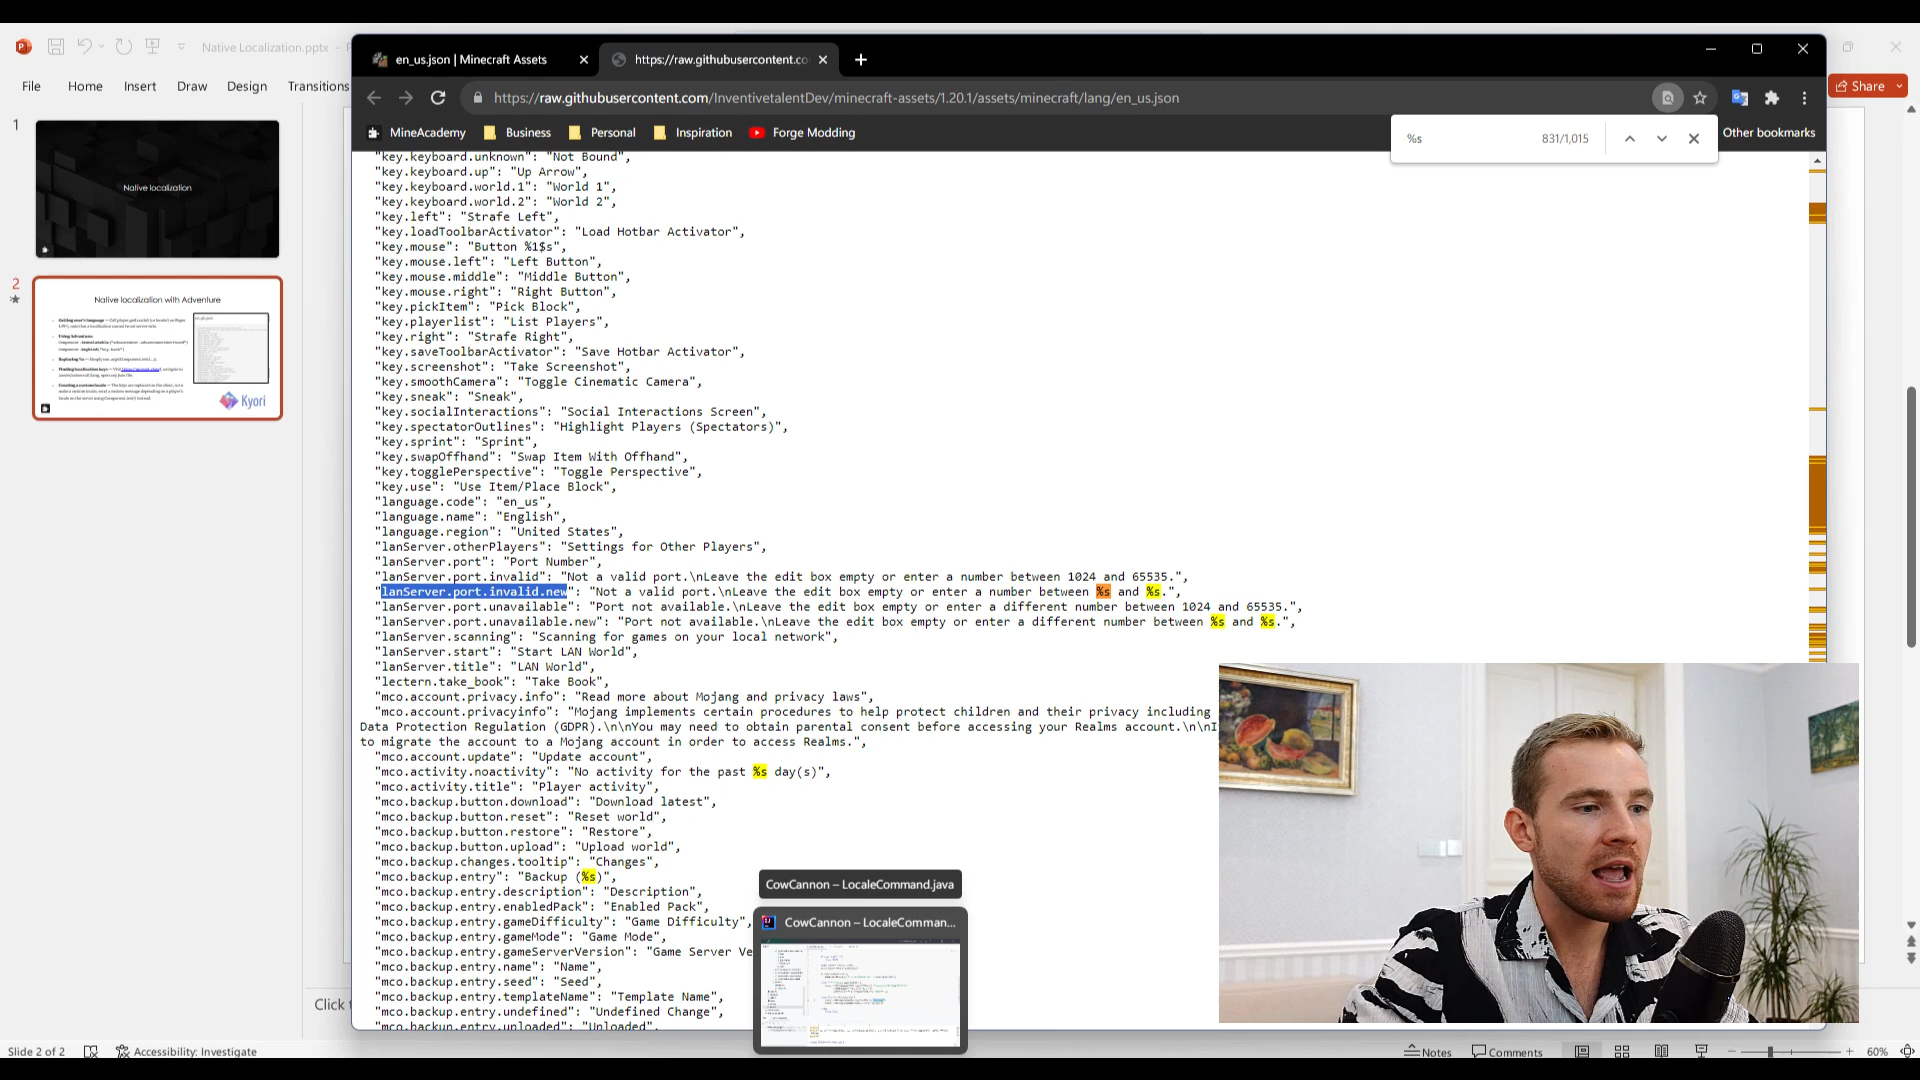 Native Localization.pptx
File Home Insert Draw Design Transitions
Share
en_us.json | Minecraft Assets
https://raw.githubusercontent.co
https://raw.githubusercontent.com/InventivetalentDev/minecraft-assets/1.20.1/assets/minecraft/lang/en_us.json
MineAcademy Business Personal Inspiration Forge Modding
Other bookmarks
%s 831/1,015
1
Native localization
2
Native localization with Adventure
Kyori
"key.keyboard.unknown": "Not Bound",
"key.keyboard.up": "Up Arrow",
"key.keyboard.world.1": "World 1",
"key.keyboard.world.2": "World 2",
"key.left": "Strafe Left",
"key.loadToolbarActivator": "Load Hotbar Activator",
"key.mouse": "Button %1$s",
"key.mouse.left": "Left Button",
"key.mouse.middle": "Middle Button",
"key.mouse.right": "Right Button",
"key.pickItem": "Pick Block",
"key.playerlist": "List Players",
"key.right": "Strafe Right",
"key.saveToolbarActivator": "Save Hotbar Activator",
"key.screenshot": "Take Screenshot",
"key.smoothCamera": "Toggle Cinematic Camera",
"key.sneak": "Sneak",
"key.socialInteractions": "Social Interactions Screen",
"key.spectatorOutlines": "Highlight Players (Spectators)",
"key.sprint": "Sprint",
"key.swapOffhand": "Swap Item With Offhand",
"key.togglePerspective": "Toggle Perspective",
"key.use": "Use Item/Place Block",
"language.code": "en_us",
"language.name": "English",
"language.region": "United States",
"lanServer.otherPlayers": "Settings for Other Players",
"lanServer.port": "Port Number",
"lanServer.port.invalid": "Not a valid port.\nLeave the edit box empty or enter a number between 1024 and 65535.",
"lanServer.port.invalid.new": "Not a valid port.\nLeave the edit box empty or enter a number between %s and %s.",
"lanServer.port.unavailable": "Port not available.\nLeave the edit box empty or enter a different number between 1024 and 65535.",
"lanServer.port.unavailable.new": "Port not available.\nLeave the edit box empty or enter a different number between %s and %s.",
"lanServer.scanning": "Scanning for games on your local network",
"lanServer.start": "Start LAN World",
"lanServer.title": "LAN World",
"lectern.take_book": "Take Book",
"mco.account.privacy.info": "Read more about Mojang and privacy laws",
"mco.account.privacyinfo": "Mojang implements certain procedures to help protect children and their privacy including
Data Protection Regulation (GDPR).\n\nYou may need to obtain parental consent before accessing your Realms account.\n\nI
to migrate the account to a Mojang account in order to access Realms.",
"mco.account.update": "Update account",
"mco.activity.noactivity": "No activity for the past %s day(s)",
"mco.activity.title": "Player activity",
"mco.backup.button.download": "Download latest",
"mco.backup.button.reset": "Reset world",
"mco.backup.button.restore": "Restore",
"mco.backup.button.upload": "Upload world",
"mco.backup.changes.tooltip": "Changes",
"mco.backup.entry": "Backup (%s)",
"mco.backup.entry.description": "Description",
"mco.backup.entry.enabledPack": "Enabled Pack",
"mco.backup.entry.gameDifficulty": "Game Difficulty",
"mco.backup.entry.gameMode": "Game Mode",
"mco.backup.entry.gameServerVersion": "Game Server Ve
"mco.backup.entry.name": "Name",
"mco.backup.entry.seed": "Seed",
"mco.backup.entry.templateName": "Template Name",
"mco.backup.entry.undefined": "Undefined Change",
"mco.backup.entry.uploaded": "Uploaded",
CowCannon – LocaleCommand.java
CowCannon – LocaleComman...
Click
Slide 2 of 2 Accessibility: Investigate
Notes Comments 60%